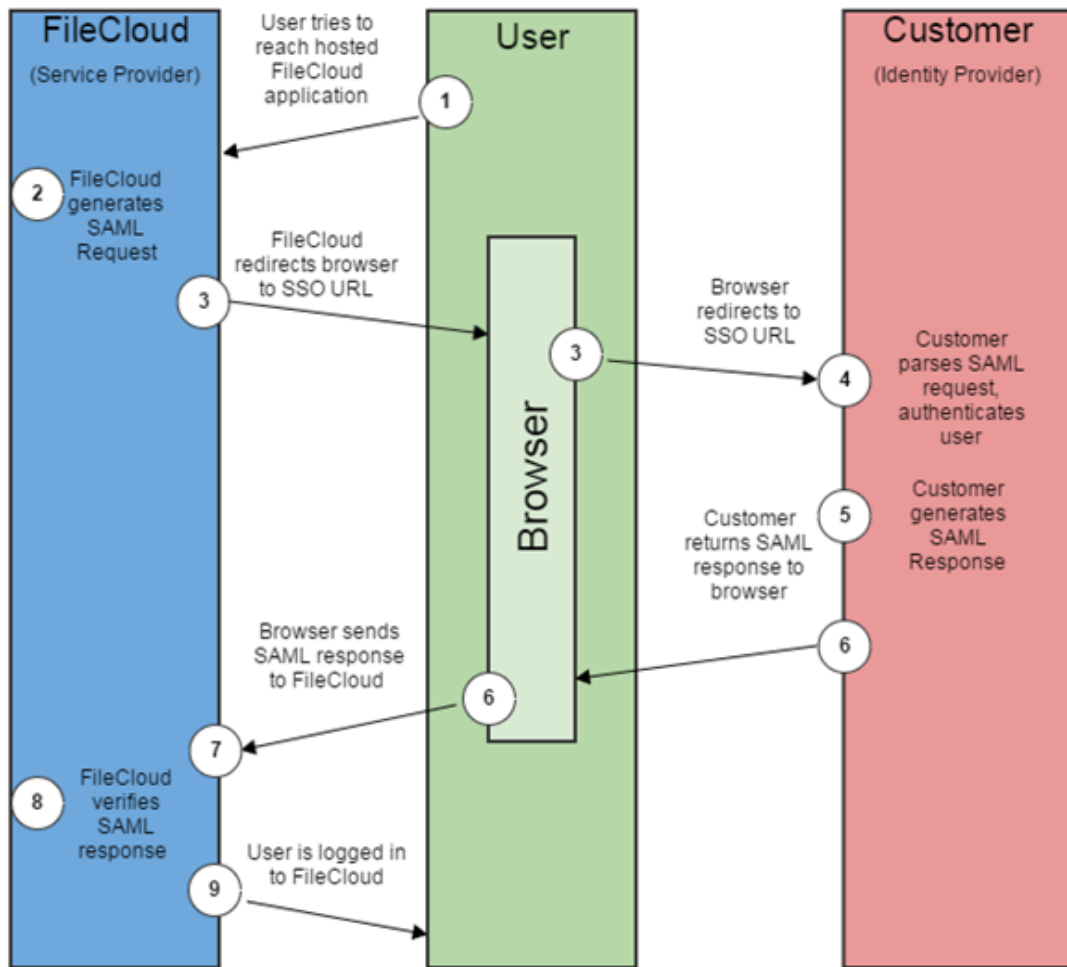 FileCloud
(Service Provider)
User
Customer
(Identity Provider)
User tries to
reach hosted
FileCloud
application
1
2
FileCloud
generates
SAML
Request
FileCloud
redirects browser
to SSO URL
3
Browser
3
Browser
redirects to
SSO URL
4
Customer
parses SAML
request,
authenticates
user
5
Customer
generates
SAML
Response
Customer
returns SAML
response to
browser
6
Browser sends
SAML response
to FileCloud
6
7
8
FileCloud
verifies
SAML
response
User is logged in
to FileCloud
9